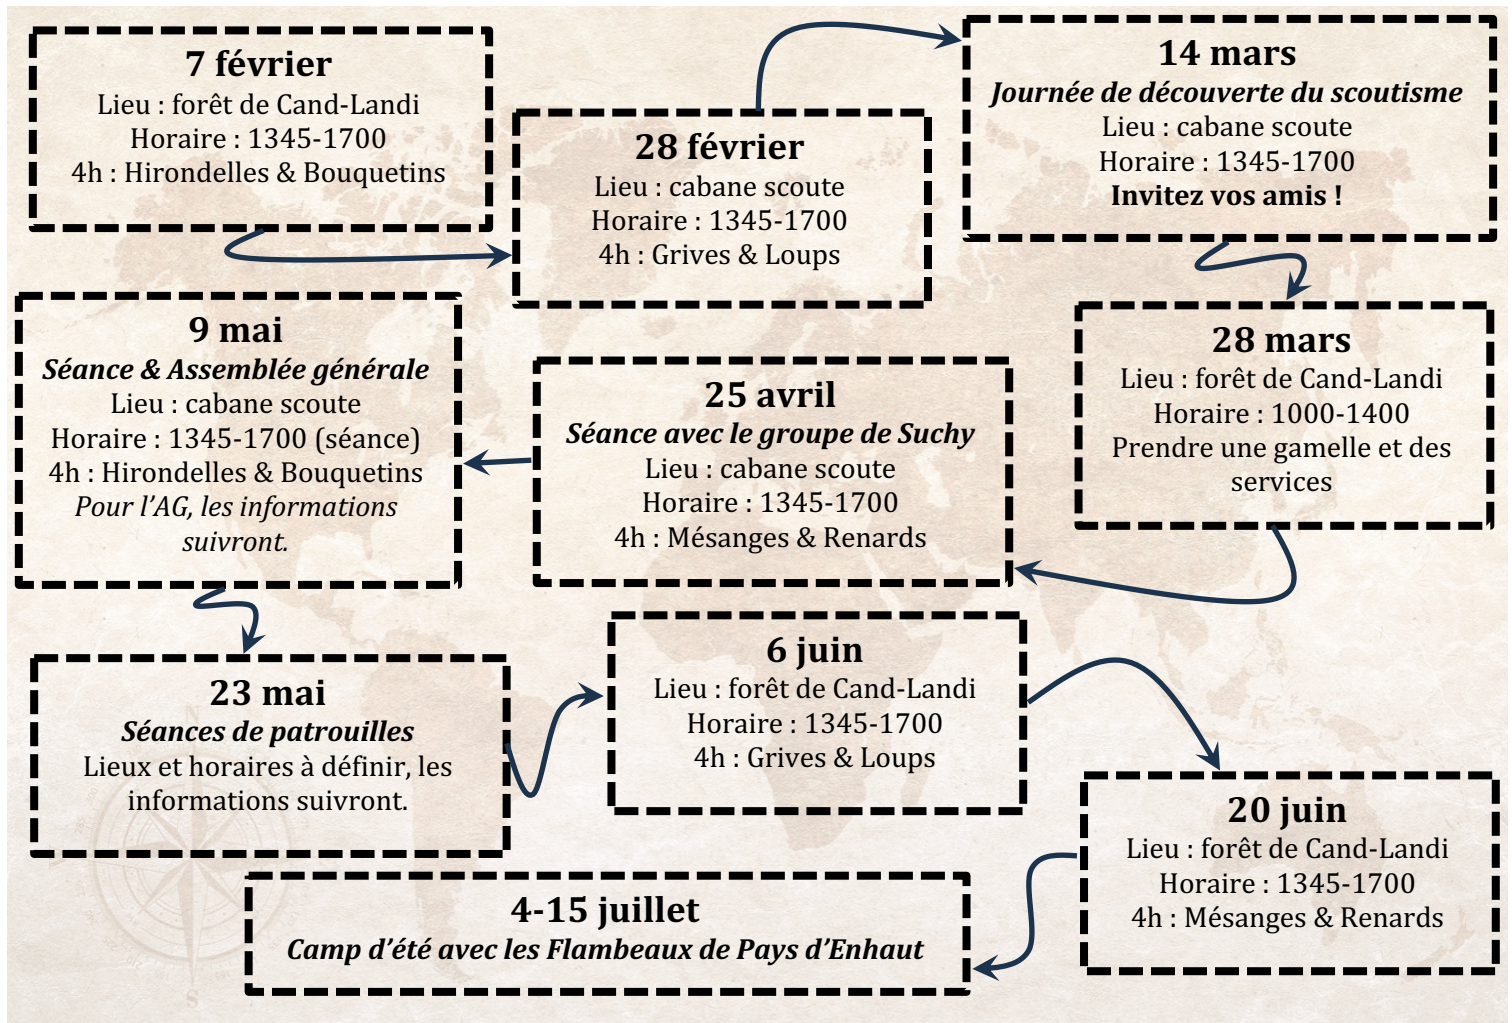 7 février
Lieu : forêt de Cand-Landi
Horaire : 1345-1700
4h : Hirondelles & Bouquetins
28 février
Lieu : cabane scoute
Horaire : 1345-1700
4h : Grives & Loups
14 mars
Journée de découverte du scoutisme
Lieu : cabane scoute
Horaire : 1345-1700
Invitez vos amis !
28 mars
Lieu : forêt de Cand-Landi
Horaire : 1000-1400
Prendre une gamelle et des
services
25 avril
Séance avec le groupe de Suchy
Lieu : cabane scoute
Horaire : 1345-1700
4h : Mésanges & Renards
9 mai
Séance & Assemblée générale
Lieu : cabane scoute
Horaire : 1345-1700 (séance)
4h : Hirondelles & Bouquetins
Pour l’AG, les informations
suivront.
23 mai
Séances de patrouilles
Lieux et horaires à définir, les
informations suivront.
6 juin
Lieu : forêt de Cand-Landi
Horaire : 1345-1700
4h : Grives & Loups
20 juin
Lieu : forêt de Cand-Landi
Horaire : 1345-1700
4h : Mésanges & Renards
4-15 juillet
Camp d’été avec les Flambeaux de Pays d’Enhaut
N
S